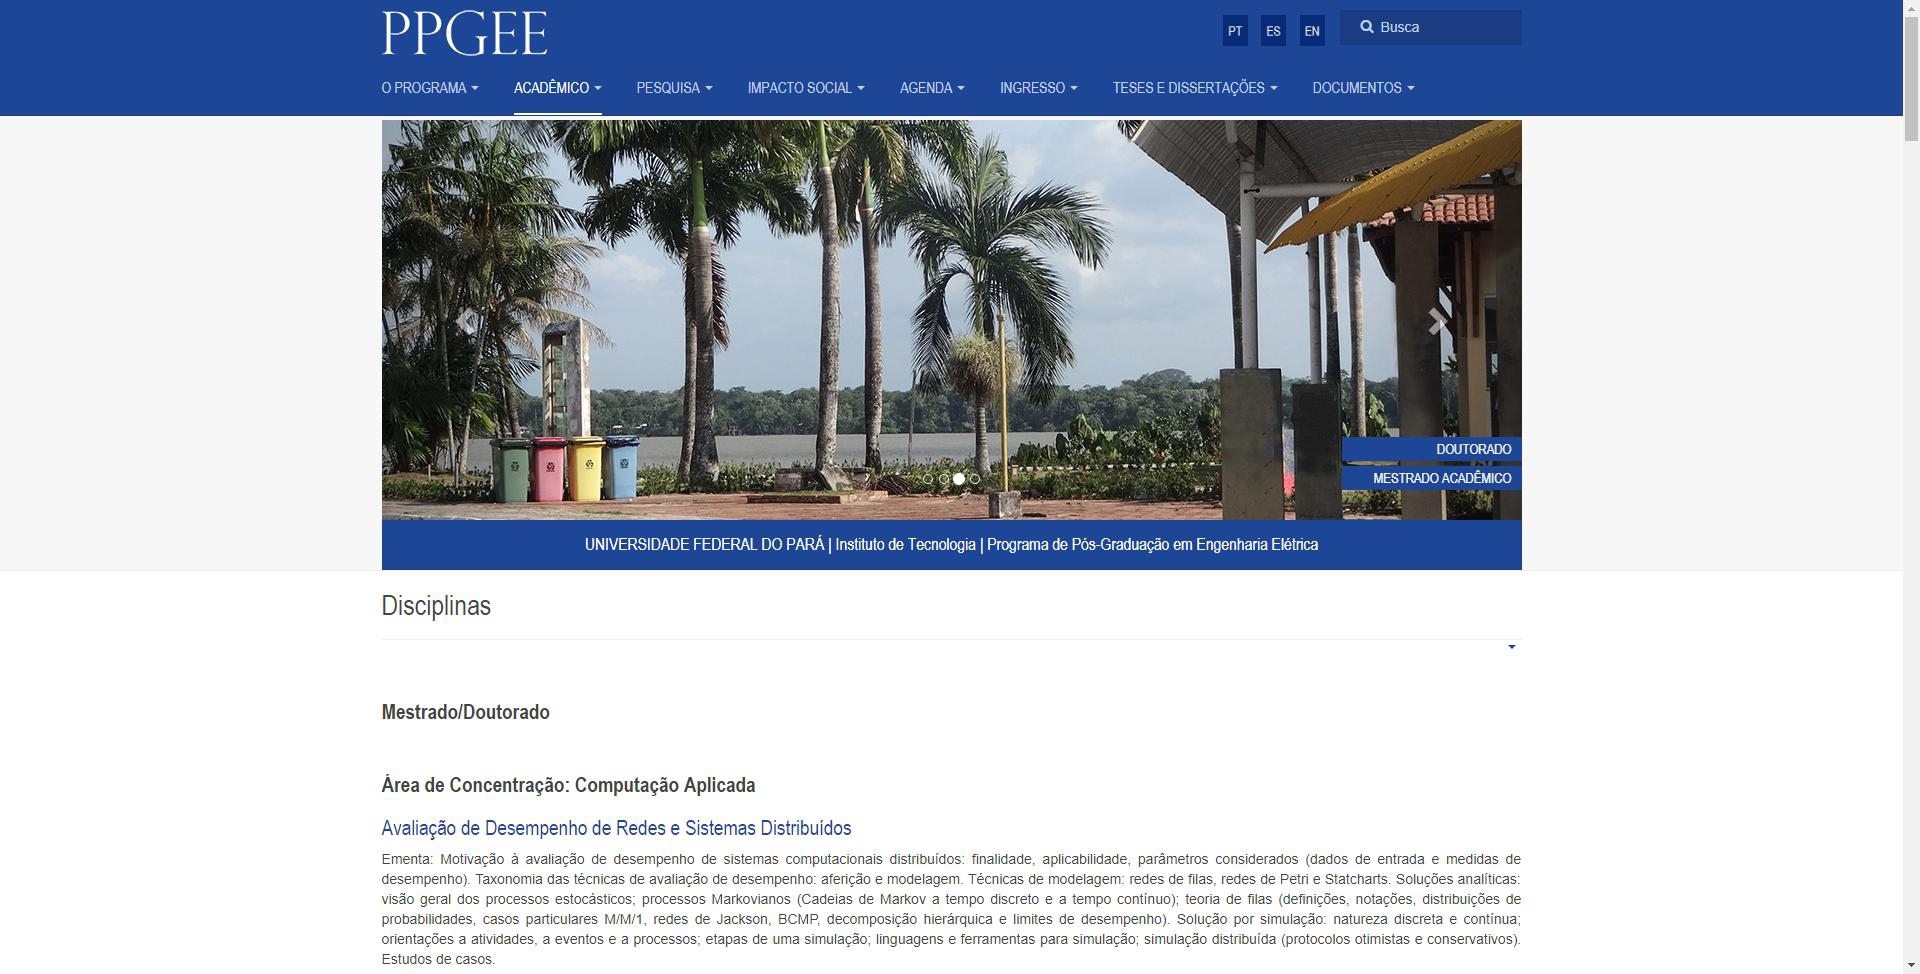 PPGEE
PT ES EN Busca
O PROGRAMA ACADÊMICO PESQUISA IMPACTO SOCIAL AGENDA INGRESSO TESES E DISSERTAÇÕES DOCUMENTOS
DOUTORADO
MESTRADO ACADÊMICO
UNIVERSIDADE FEDERAL DO PARÁ | Instituto de Tecnologia | Programa de Pós-Graduação em Engenharia Elétrica
Disciplinas
Mestrado/Doutorado
Área de Concentração: Computação Aplicada
Avaliação de Desempenho de Redes e Sistemas Distribuídos
Ementa: Motivação à avaliação de desempenho de sistemas computacionais distribuídos: finalidade, aplicabilidade, parâmetros considerados (dados de entrada e medidas de
desempenho). Taxonomia das técnicas de avaliação de desempenho: aferição e modelagem. Técnicas de modelagem: redes de filas, redes de Petri e Statcharts. Soluções analíticas:
visão geral dos processos estocásticos; processos Markovianos (Cadeias de Markov a tempo discreto e a tempo contínuo); teoria de filas (definições, notações, distribuições de
probabilidades, casos particulares M/M/1, redes de Jackson, BCMP, decomposição hierárquica e limites de desempenho). Solução por simulação: natureza discreta e contínua;
orientações a atividades, a eventos e a processos; etapas de uma simulação; linguagens e ferramentas para simulação; simulação distribuída (protocolos otimistas e conservativos).
Estudos de casos.